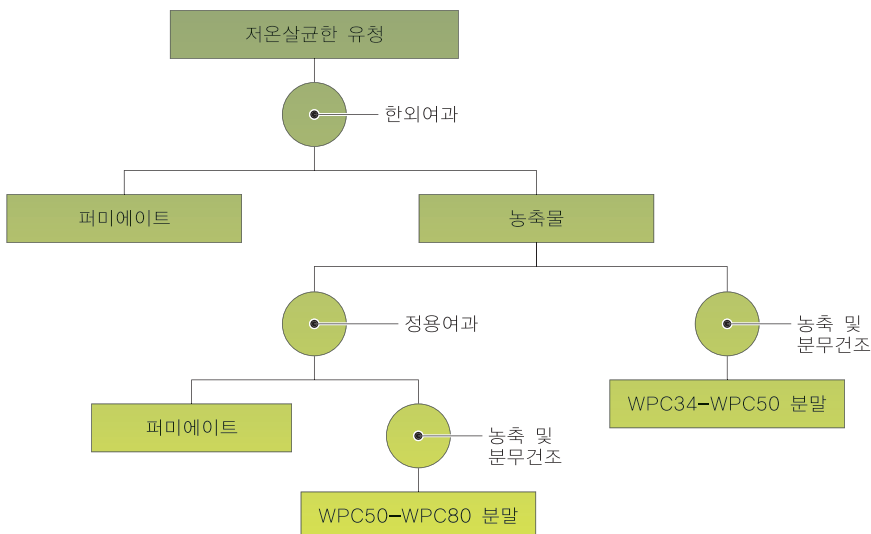 저온살균한 유청
한외여과
퍼미에이트
농축물
정용여과
농축 및
분무건조
WPC34-WPC50 분말
퍼미에이트
농축 및
분무건조
WPC50-WPC80 분말